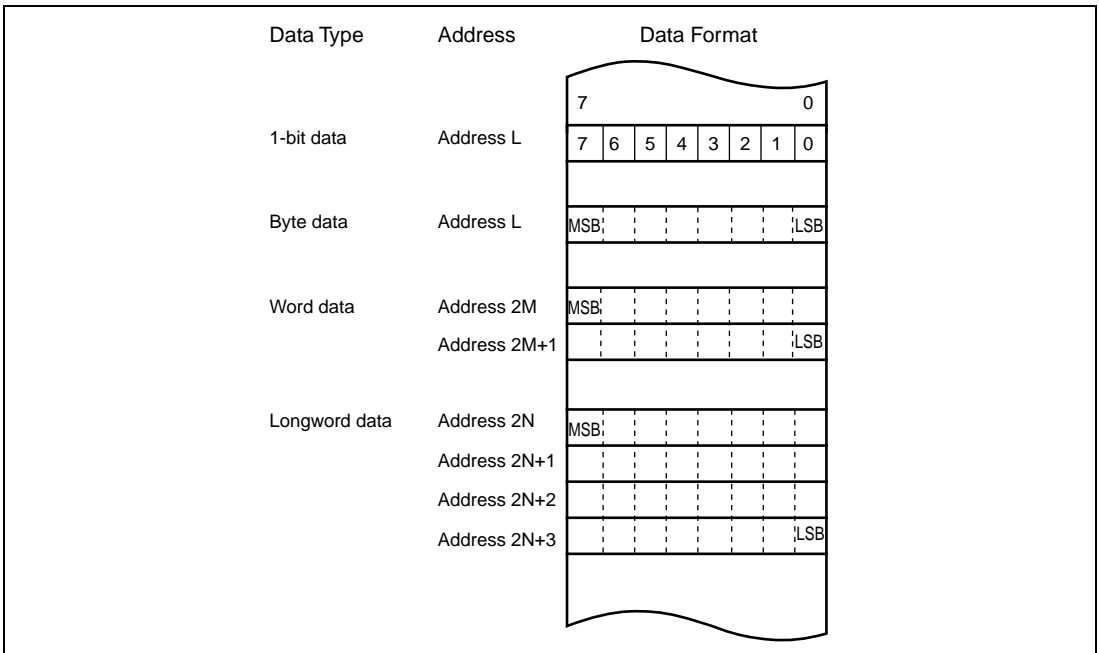 Data Type Address Data Format
7 0
1-bit data Address L 7 6 5 4 3 2 1 0
Byte data Address L MSB LSB
Word data Address 2M MSB
Address 2M+1 LSB
Longword data Address 2N MSB
Address 2N+1
Address 2N+2
Address 2N+3 LSB